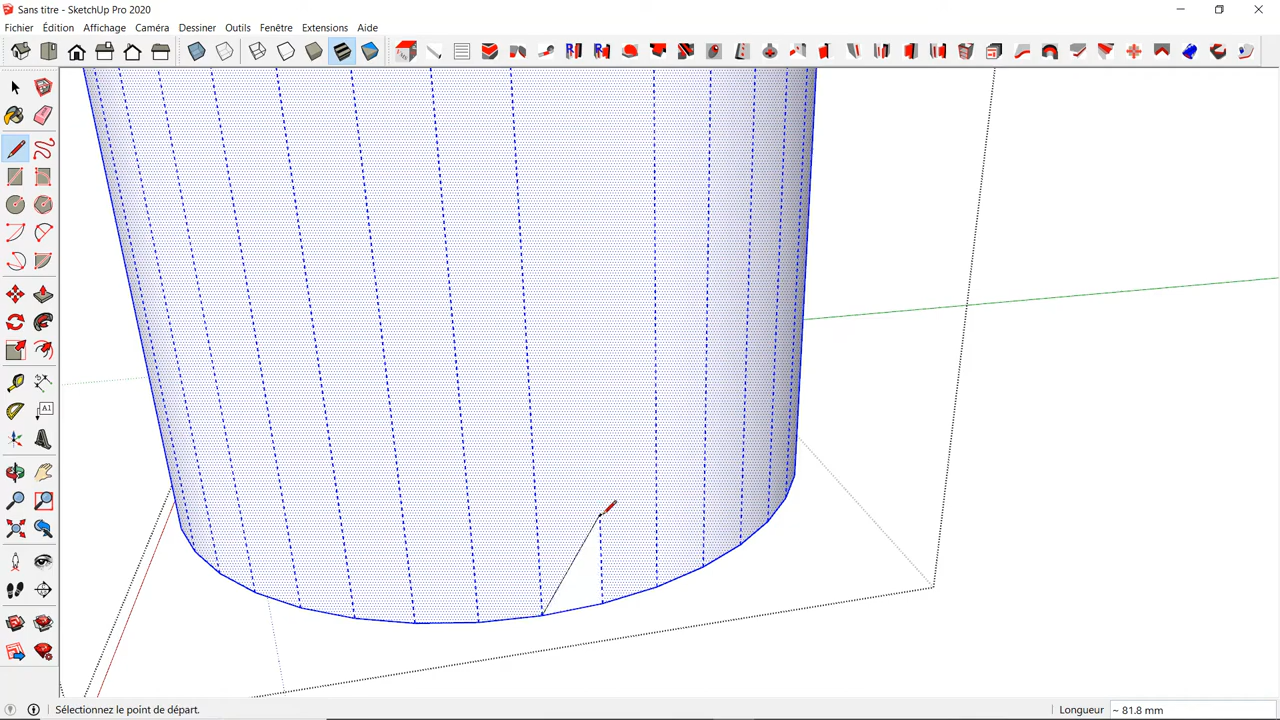 Sans titre - SketchUp Pro 2020
Fichier Édition Affichage Caméra Dessiner Outils Fenêtre Extensions Aide
A1
Sélectionnez le point de départ.
Longueur ~ 81.8 mm